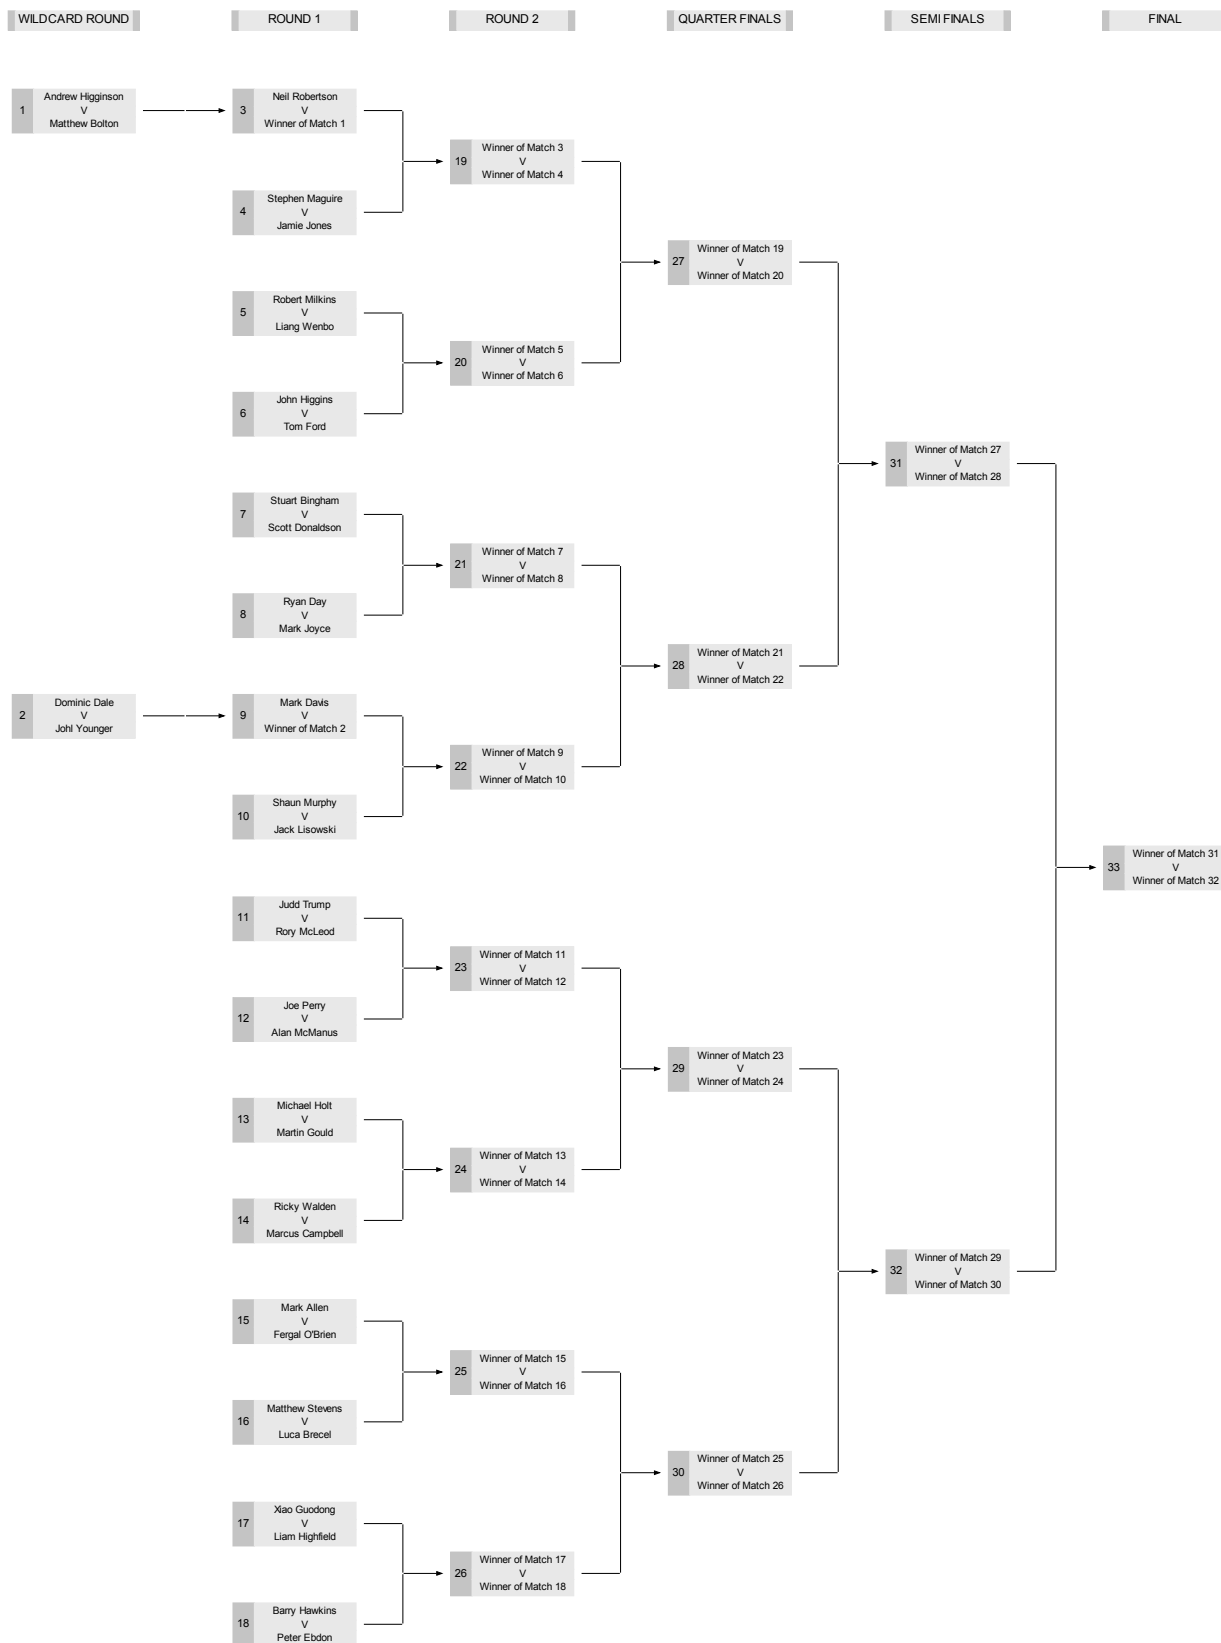 WILDCARD ROUND
ROUND 1
ROUND 2
QUARTER FINALS
SEMI FINALS
FINAL
1
Andrew Higginson
V
Matthew Bolton
2
Dominic Dale
V
Johl Younger
3
Neil Robertson
V
Winner of Match 1
4
Stephen Maguire
V
Jamie Jones
5
Robert Milkins
V
Liang Wenbo
6
John Higgins
V
Tom Ford
7
Stuart Bingham
V
Scott Donaldson
8
Ryan Day
V
Mark Joyce
9
Mark Davis
V
Winner of Match 2
10
Shaun Murphy
V
Jack Lisowski
11
Judd Trump
V
Rory McLeod
12
Joe Perry
V
Alan McManus
13
Michael Holt
V
Martin Gould
14
Ricky Walden
V
Marcus Campbell
15
Mark Allen
V
Fergal O'Brien
16
Matthew Stevens
V
Luca Brecel
17
Xiao Guodong
V
Liam Highfield
18
Barry Hawkins
V
Peter Ebdon
19
Winner of Match 3
V
Winner of Match 4
20
Winner of Match 5
V
Winner of Match 6
21
Winner of Match 7
V
Winner of Match 8
22
Winner of Match 9
V
Winner of Match 10
23
Winner of Match 11
V
Winner of Match 12
24
Winner of Match 13
V
Winner of Match 14
25
Winner of Match 15
V
Winner of Match 16
26
Winner of Match 17
V
Winner of Match 18
27
Winner of Match 19
V
Winner of Match 20
28
Winner of Match 21
V
Winner of Match 22
29
Winner of Match 23
V
Winner of Match 24
30
Winner of Match 25
V
Winner of Match 26
31
Winner of Match 27
V
Winner of Match 28
32
Winner of Match 29
V
Winner of Match 30
33
Winner of Match 31
V
Winner of Match 32